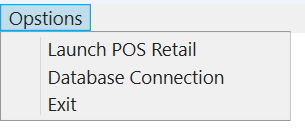 Opstions
Launch POS Retail
Database Connection
Exit